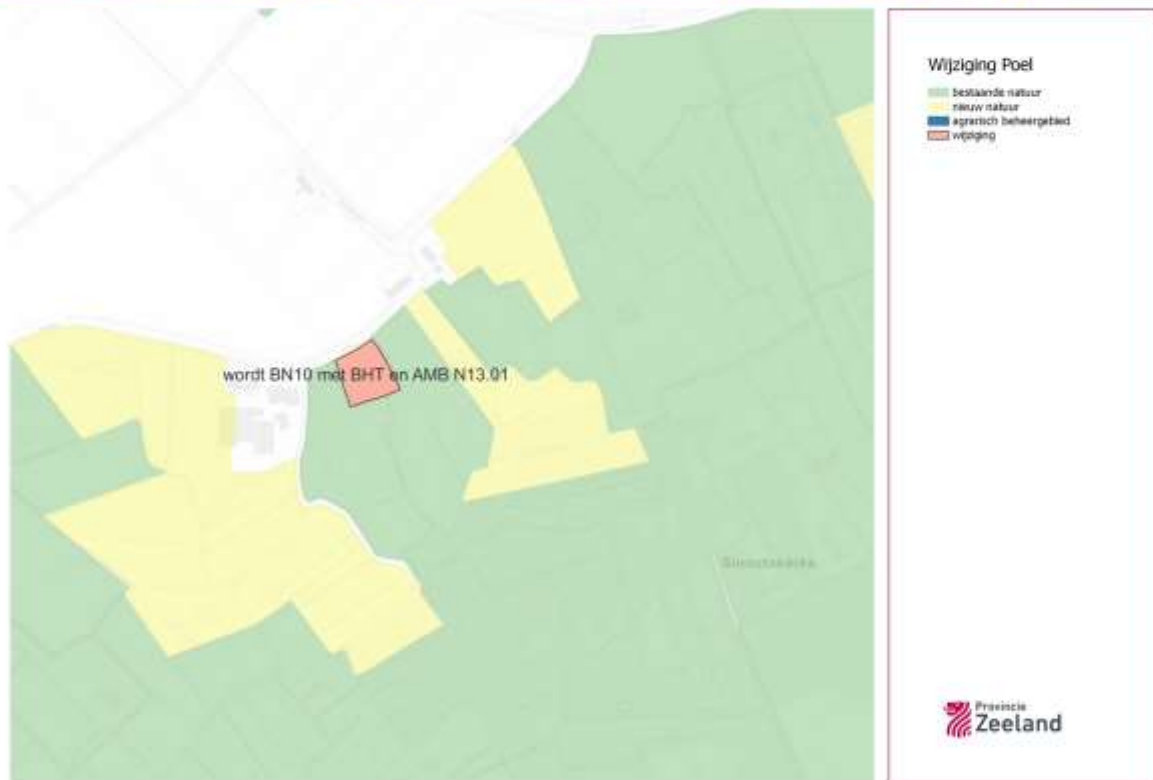 Wijziging Poel
bestaande natuur
nieuw natuur
agrarisch beheergebied
wijziging
wordt BN10 met BHT en AMB N13.01
Provincie
Zeeland